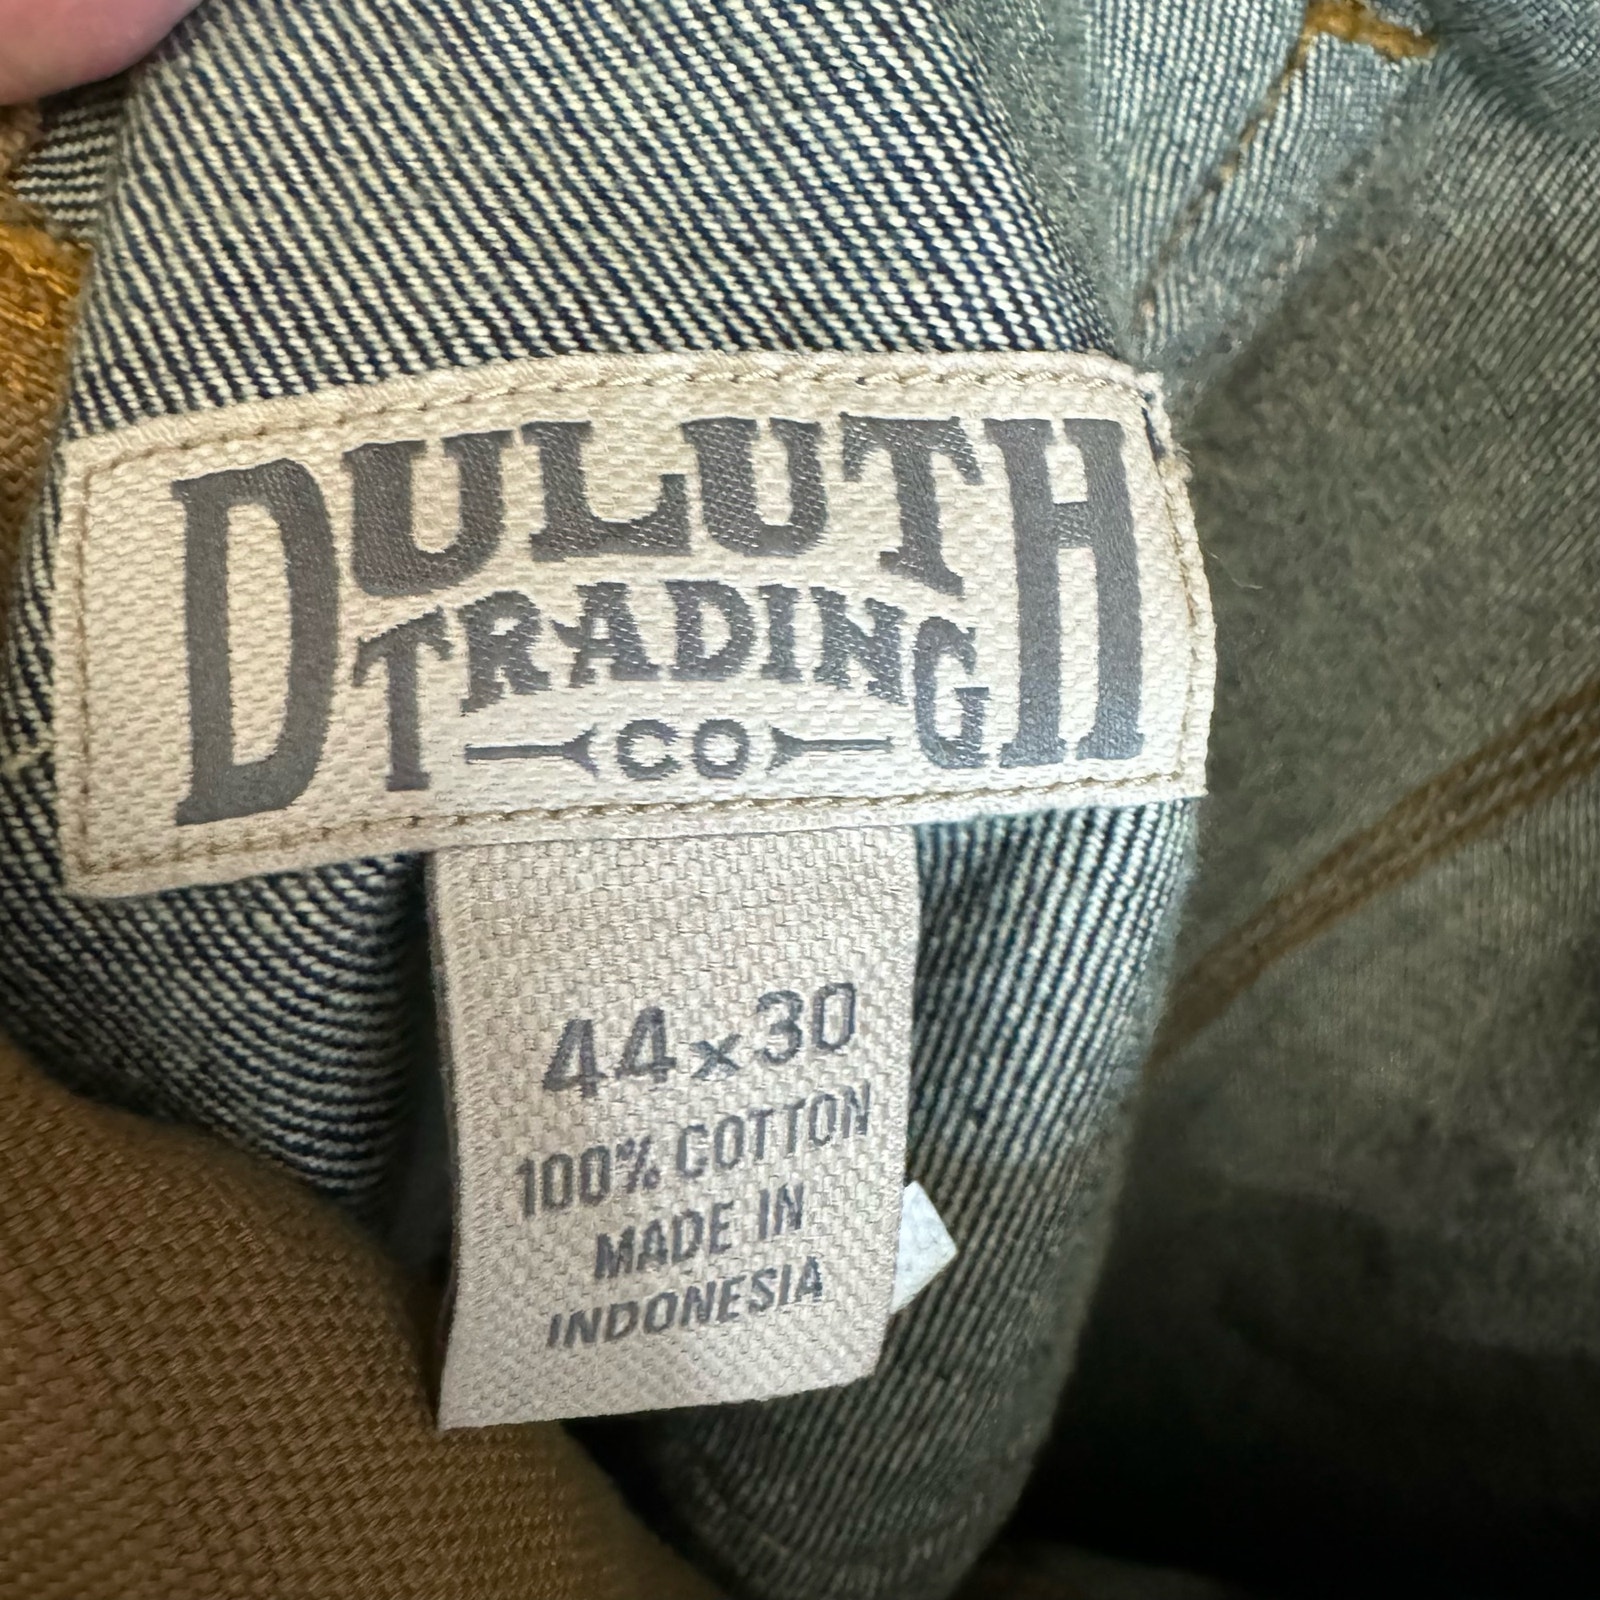 DULUTH
TRADING
CO
44x30
100% COTTON
MADE IN
INDONESIA